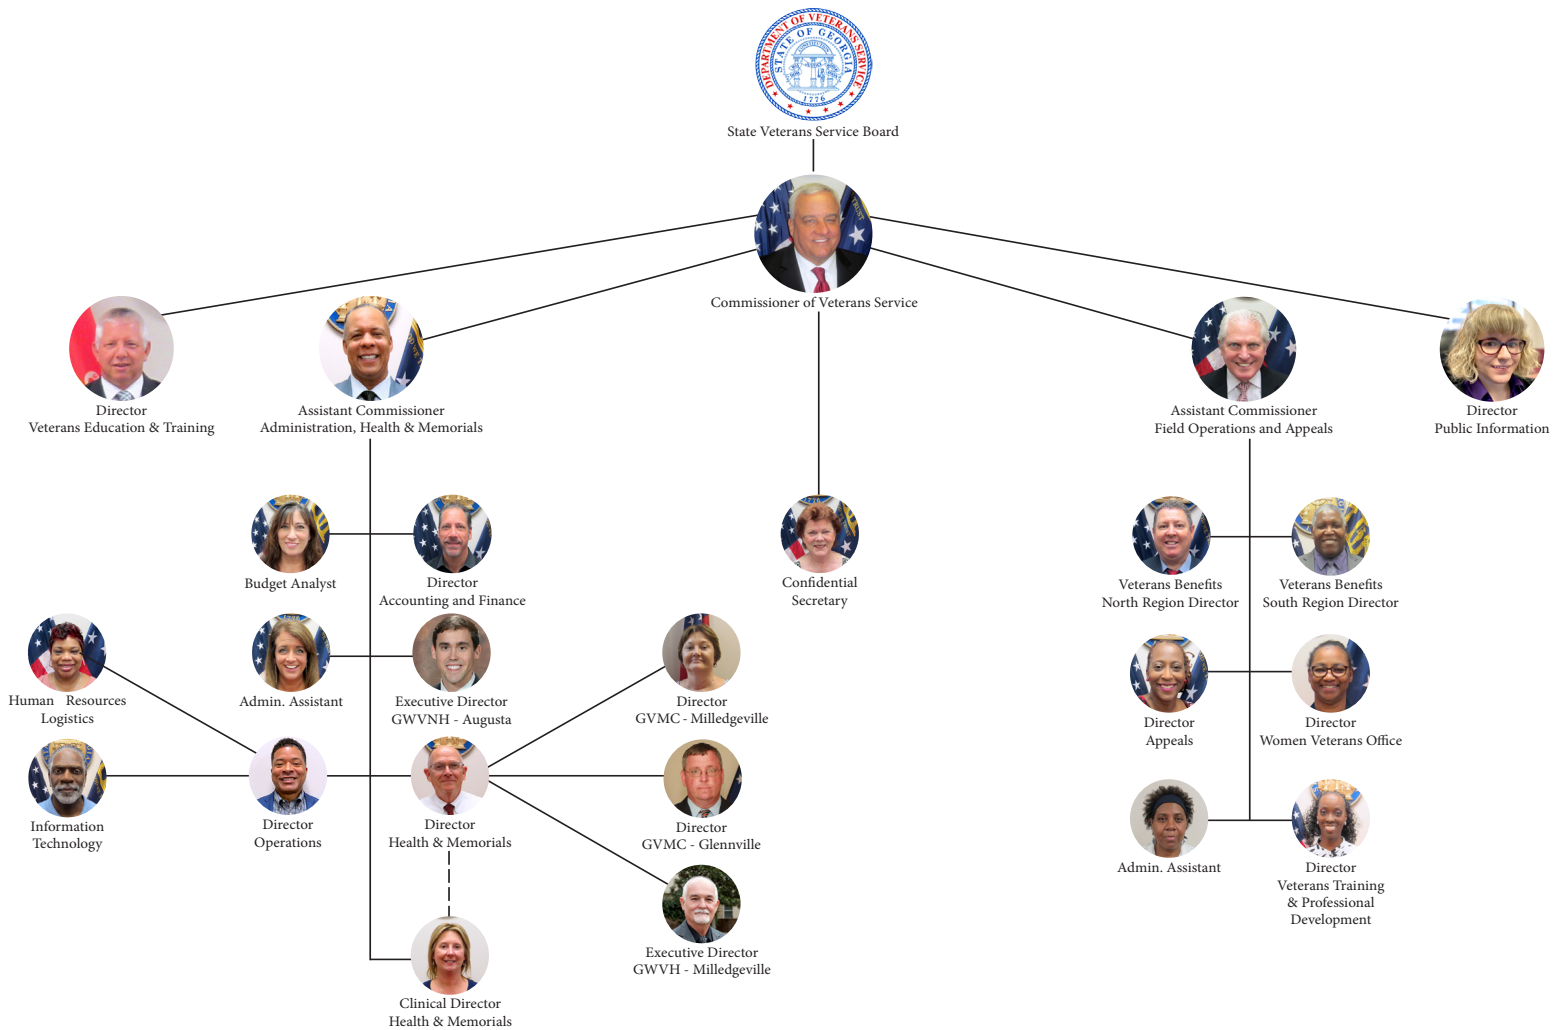 DEPARTMENT OF VETERANS SERVICE
STATE OF GEORGIA
CONSTITUTION
1776
State Veterans Service Board
TRUST
Commissioner of Veterans Service
Director
Veterans Education & Training
Assistant Commissioner
Administration, Health & Memorials
Assistant Commissioner
Field Operations and Appeals
Director
Public Information
Budget Analyst
Director
Accounting and Finance
Confidential
Secretary
Veterans Benefits
North Region Director
Veterans Benefits
South Region Director
Human Resources
Logistics
Admin. Assistant
Executive Director
GWVNH - Augusta
Director
GVMC - Milledgeville
Director
Appeals
Director
Women Veterans Office
Information
Technology
Director
Operations
Director
Health & Memorials
Director
GVMC - Glennville
Admin. Assistant
Director
Veterans Training
& Professional
Development
Executive Director
GWVH - Milledgeville
Clinical Director
Health & Memorials